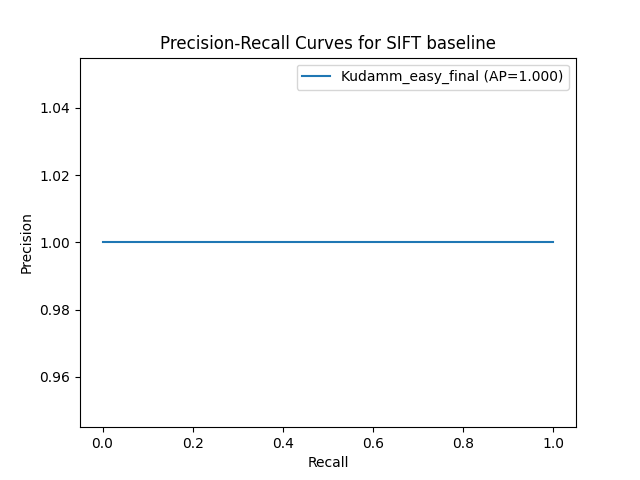 Precision-Recall Curves for SIFT baseline
Kudamm_easy_final (AP=1.000)
Precision
1.04
1.02
1.00
0.98
0.96
0.0 0.2 0.4 0.6 0.8 1.0
Recall